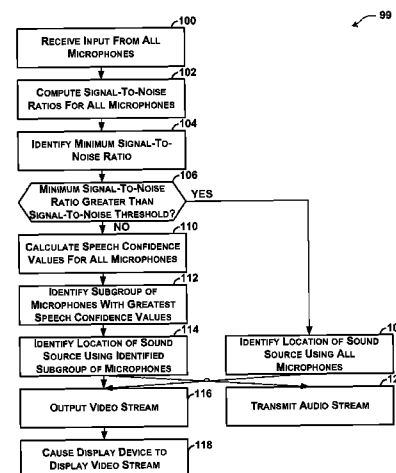 99
100
RECEIVE INPUT FROM ALL
MICROPHONES
102
COMPUTE SIGNAL-TO-NOISE
RATIOS FOR ALL MICROPHONES
104
IDENTIFY MINIMUM SIGNAL-TO-
NOISE RATIO
106
MINIMUM SIGNAL-TO-NOISE
RATIO GREATER THAN
SIGNAL-TO-NOISE THRESHOLD?
YES
NO
110
CALCULATE SPEECH CONFIDENCE
VALUES FOR ALL MICROPHONES
112
IDENTIFY SUBGROUP OF
MICROPHONES WITH GREATEST
SPEECH CONFIDENCE VALUES
114
IDENTIFY LOCATION OF SOUND
SOURCE USING IDENTIFIED
SUBGROUP OF MICROPHONES
IDENTIFY LOCATION OF SOUND
SOURCE USING ALL
MICROPHONES
116
OUTPUT VIDEO STREAM
TRANSMIT AUDIO STREAM
118
CAUSE DISPLAY DEVICE TO
DISPLAY VIDEO STREAM